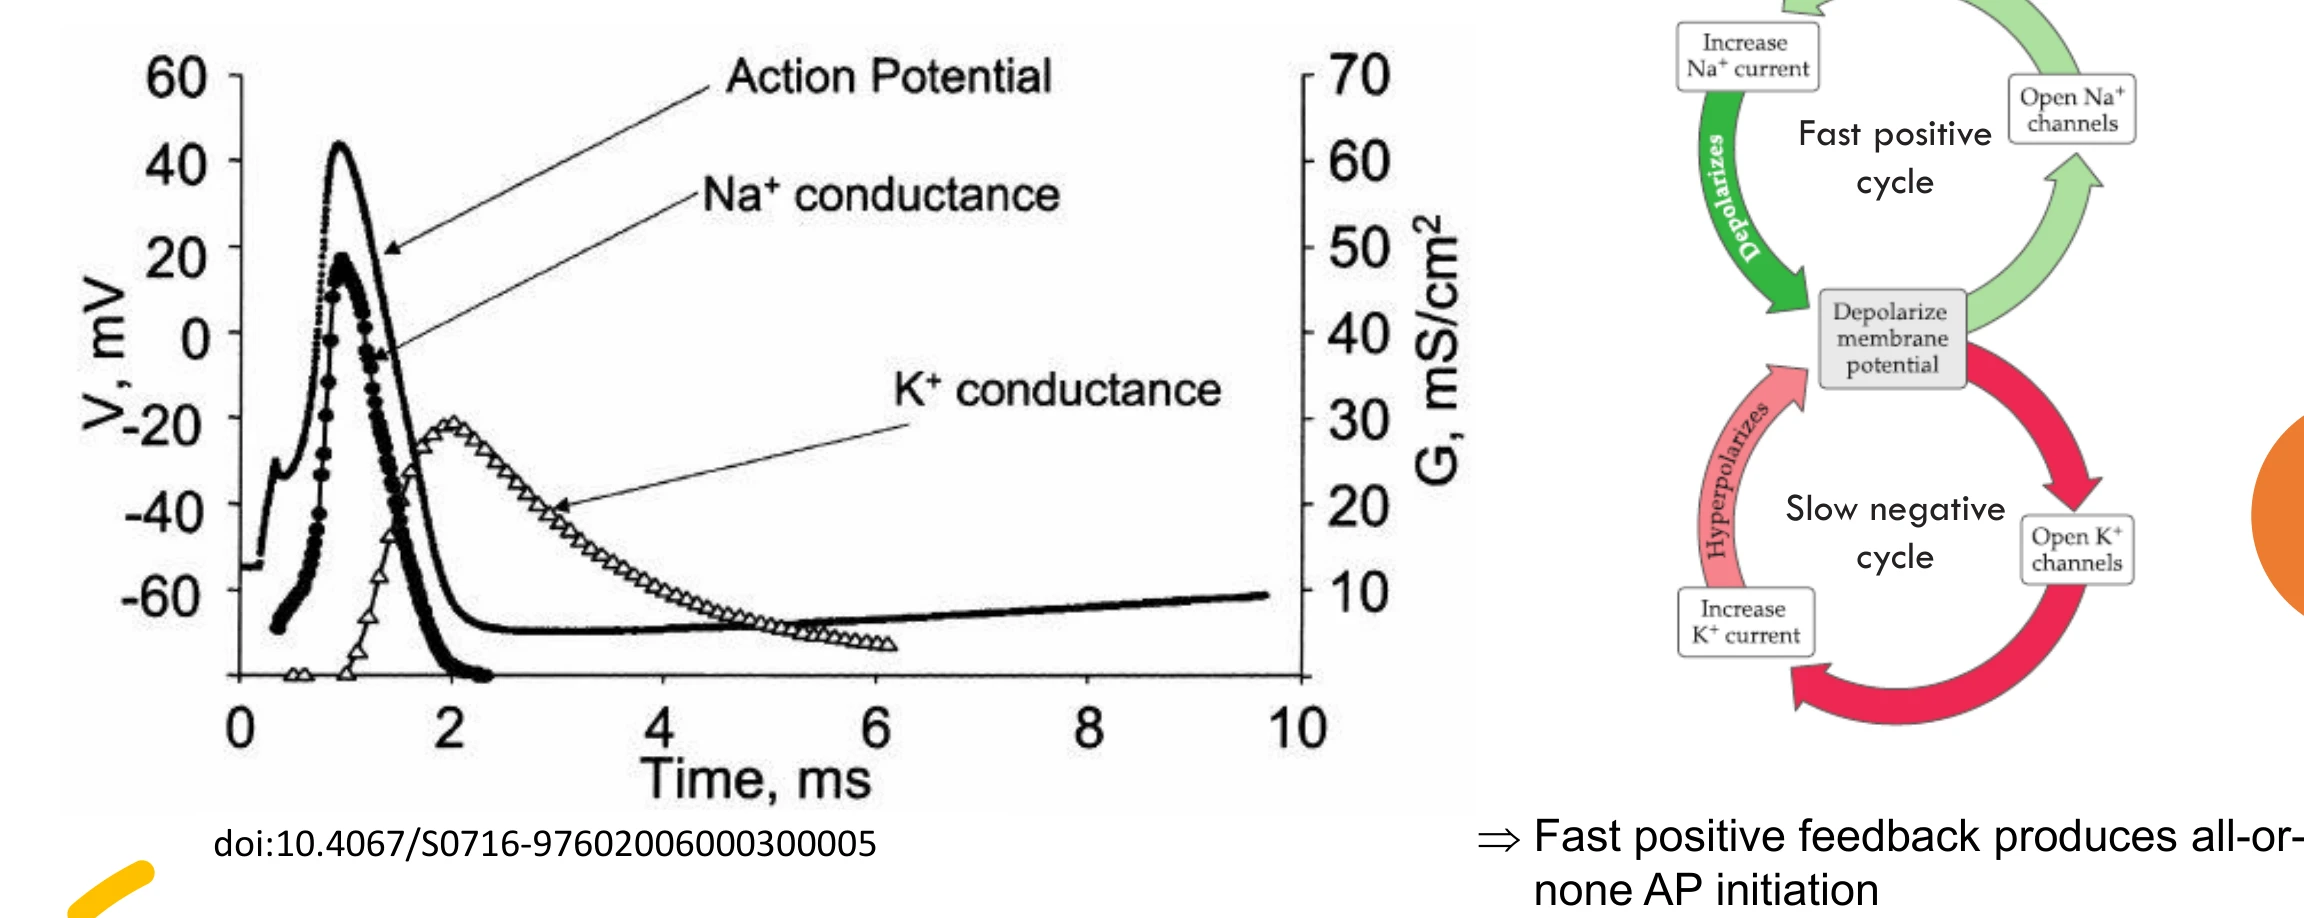 60
40
20
0
-20
-40
-60
V, mV
Action Potential
Na⁺ conductance
K⁺ conductance
70
60
50
40
30
20
10
G, mS/cm²
0 2 4 6 8 10
Time, ms
doi:10.4067/S0716-97602006000300005
Increase
Na⁺ current
Open Na⁺
channels
Fast positive
cycle
Depolarizes
Depolarize
membrane
potential
Hyperpolarizes
Slow negative
cycle
Open K⁺
channels
Increase
K⁺ current
⇒ Fast positive feedback produces all-or-
none AP initiation